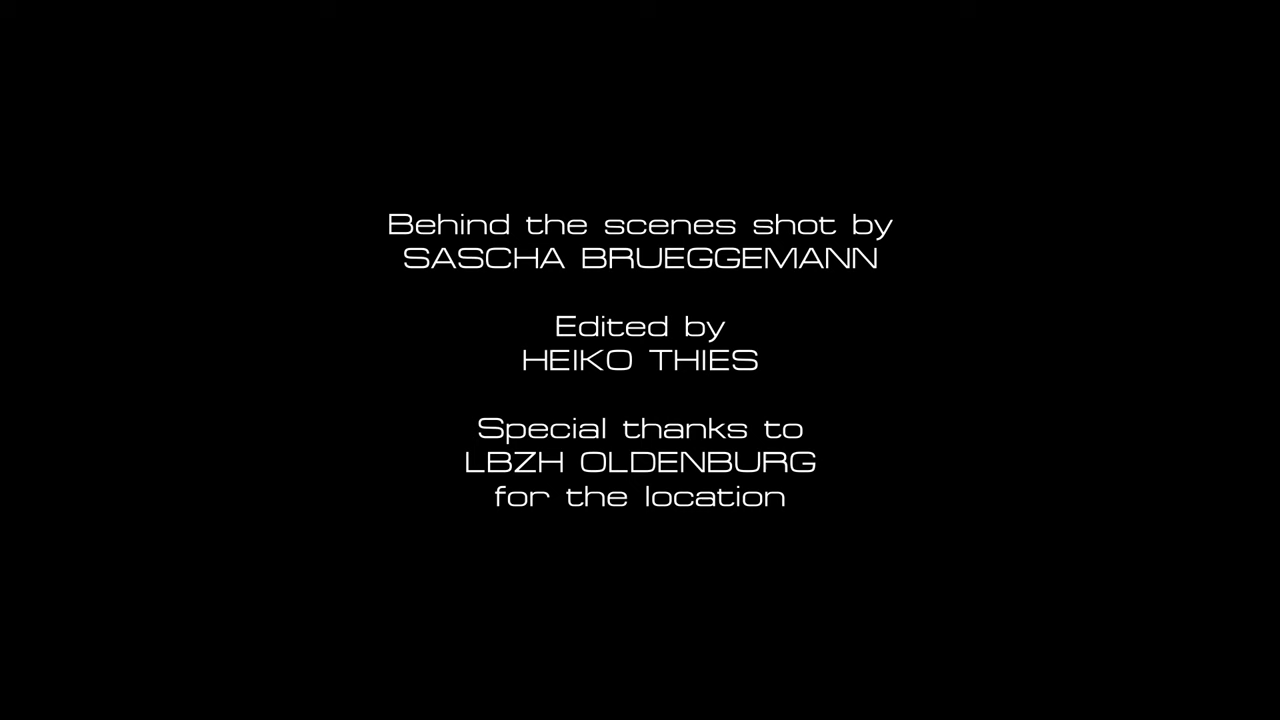 Behind the scenes shot by
SASCHA BRUEGGEMANN
Edited by
HEIKO THIES
Special thanks to
LBZH OLDENBURG
for the location